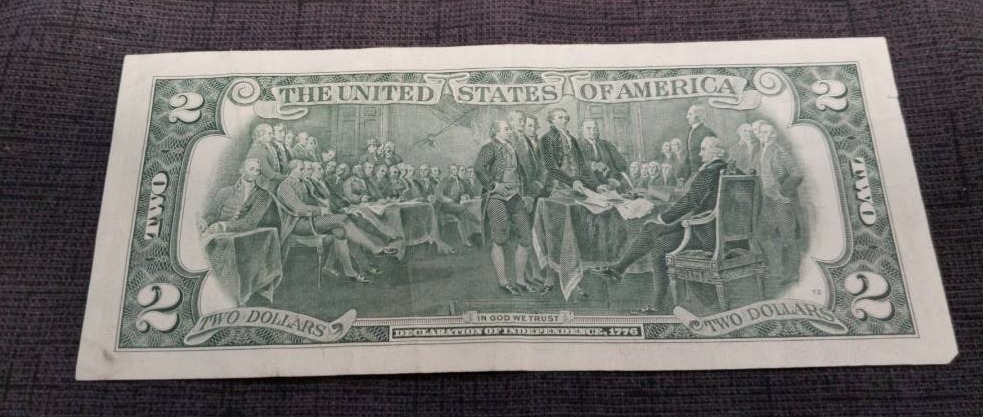 2 THE UNITED STATES OF AMERICA 2
TWO
TWO
2 TWO DOLLARS
IN GOD WE TRUST
TWO DOLLARS 2
DECLARATION OF INDEPENDENCE, 1776